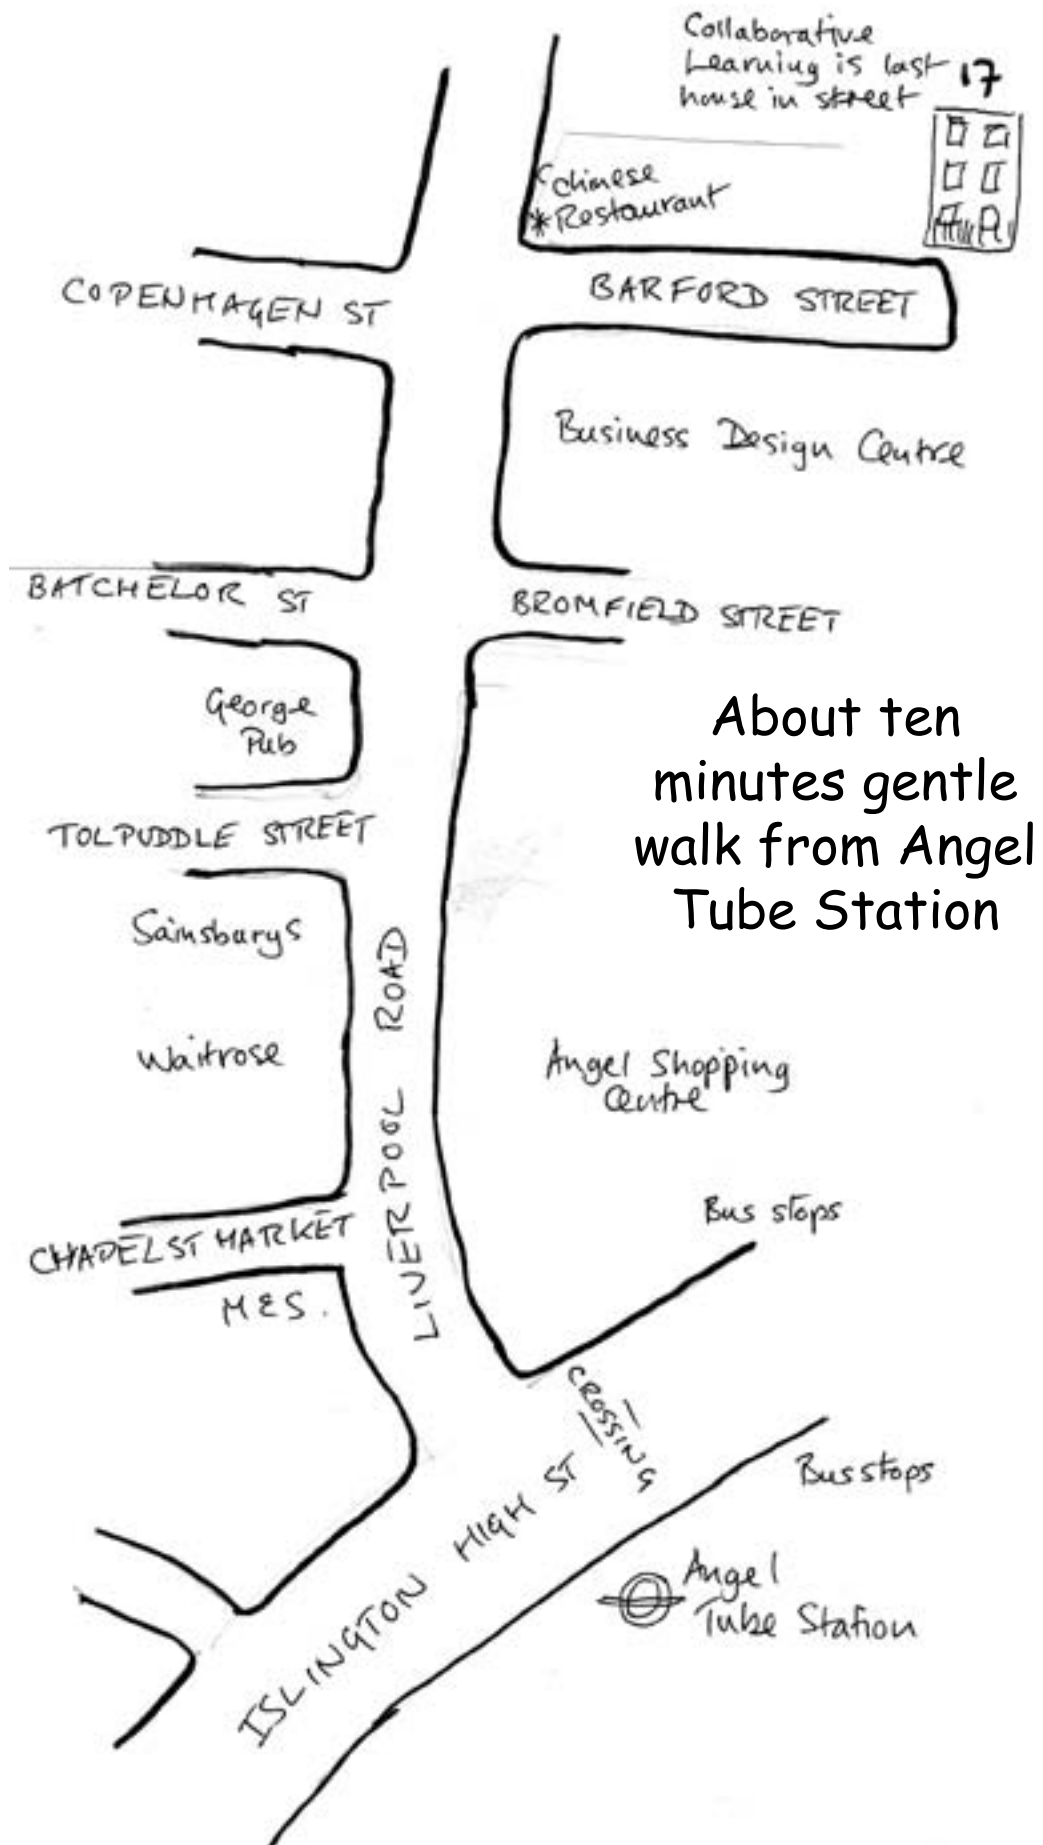 Collaborative
Learning is last
house in street
17
Chinese
*Restaurant
COPENHAGEN ST
BARFORD STREET
Business Design Centre
BATCHELOR ST
BROMFIELD STREET
George
Pub
About ten
minutes gentle
walk from Angel
Tube Station
TOLPUDDLE STREET
Sainsburys
LIVERPOOL ROAD
Waitrose
Angel Shopping
Centre
Bus stops
CHAPEL ST MARKET
M&S.
CROSSING
Bus stops
ISLINGTON HIGH ST
Angel
Tube Station